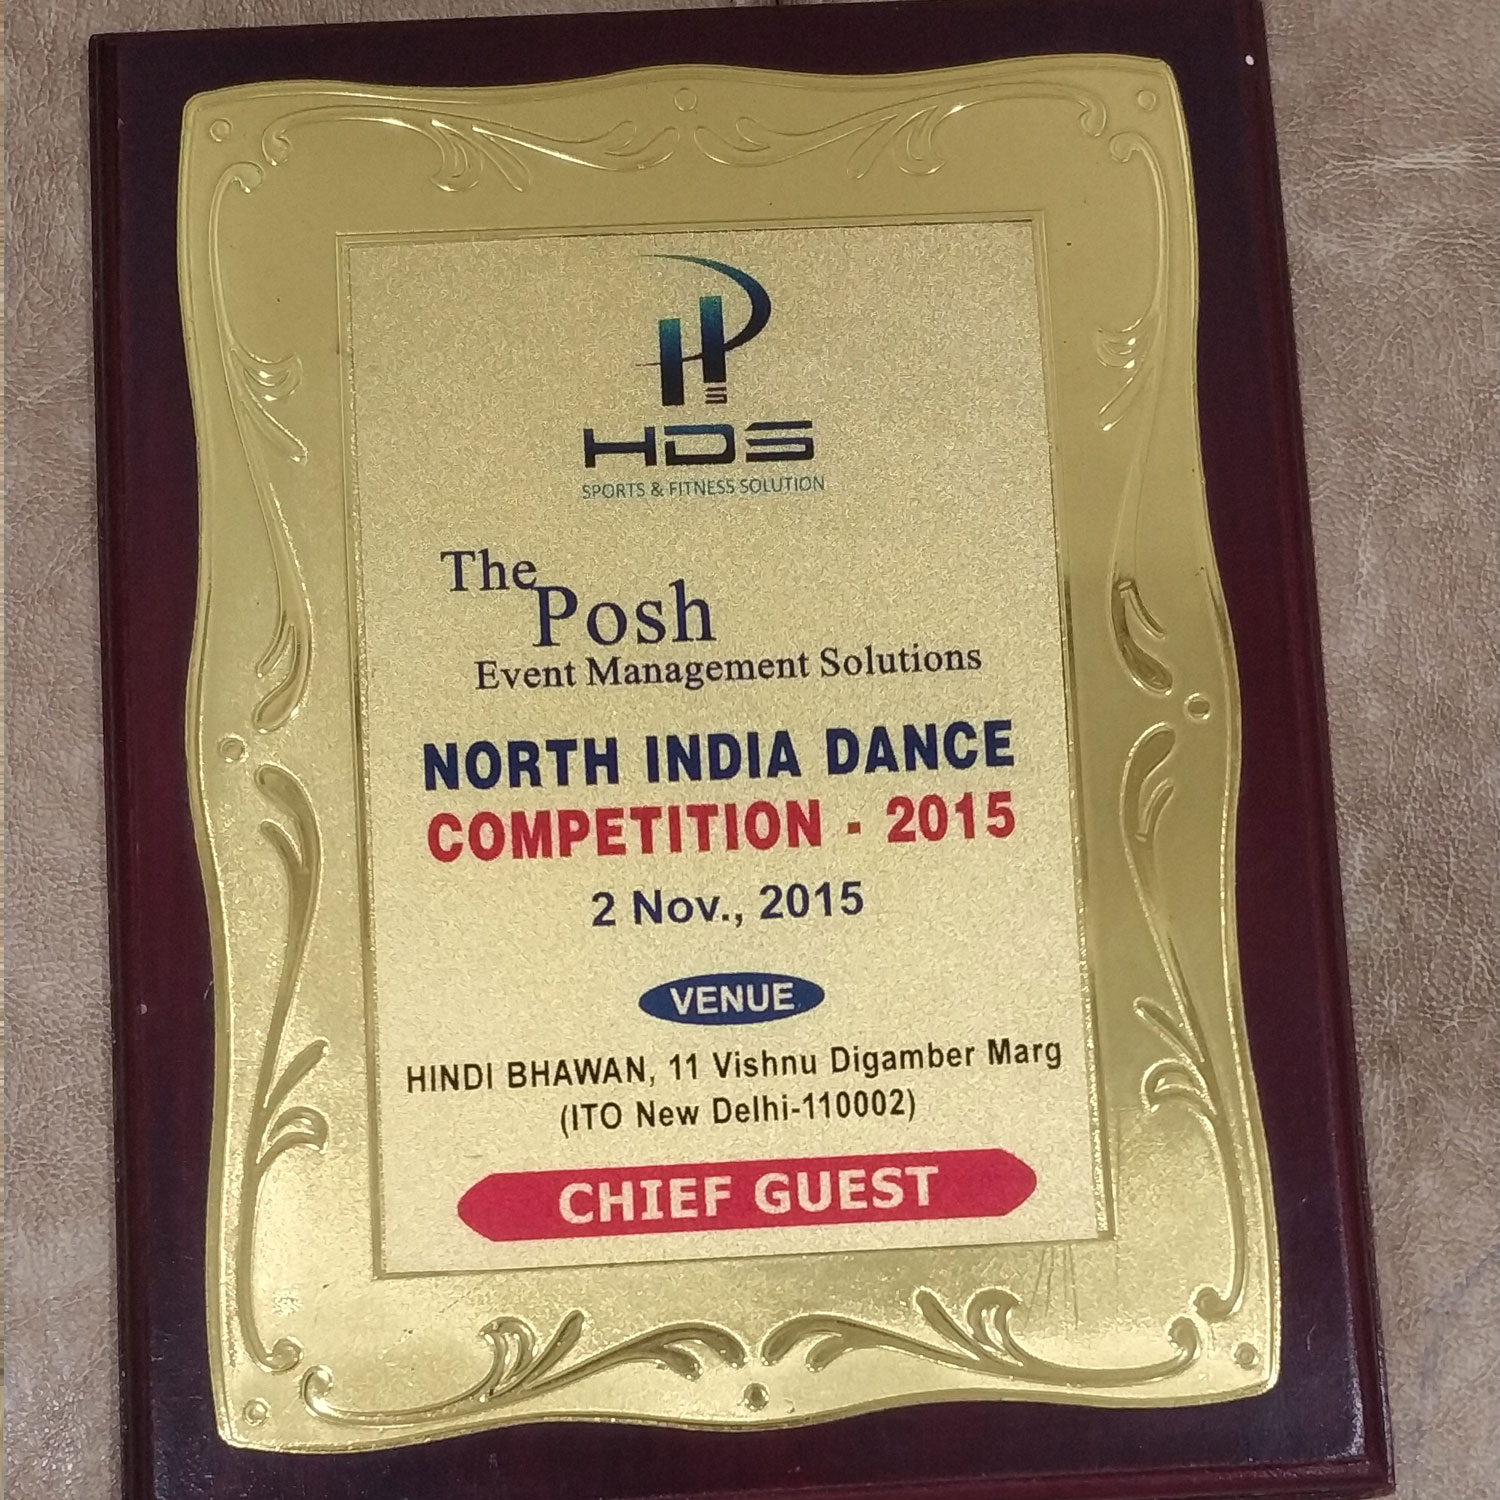 HDS
SPORTS & FITNESS SOLUTION
The
Posh
Event Management Solutions
NORTH INDIA DANCE
COMPETITION - 2015
2 Nov., 2015
VENUE
HINDI BHAWAN, 11 Vishnu Digamber Marg
(ITO New Delhi-110002)
CHIEF GUEST